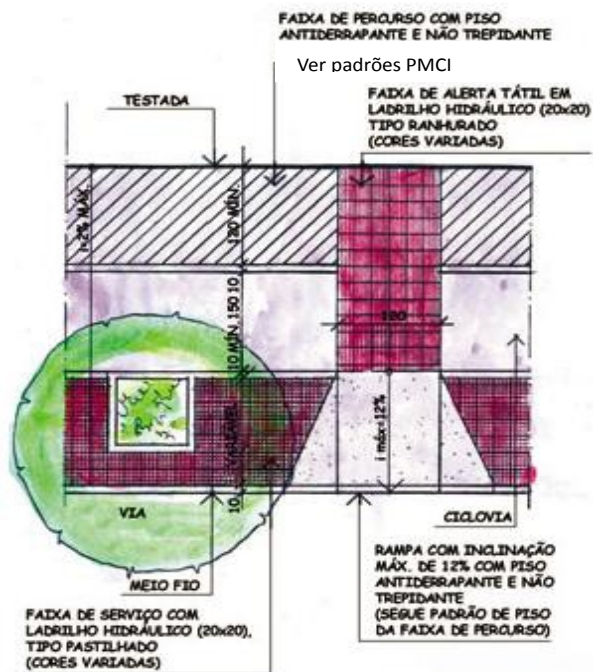 FAIXA DE PERCURSO COM PISO
ANTIDERRAPANTE E NÃO TREPIDANTE
Ver padrões PMCI
TESTADA
FAIXA DE ALERTA TÁTIL EM
LADRILHO HIDRÁULICO (20x20)
TIPO RANHURADO
(CORES VARIADAS)
i=2% MÁX.
120 MÍN.
10
150
10 MÍN.
120
VARIÁVEL
i máx=12%
10
VIA
CICLOVIA
MEIO FIO
RAMPA COM INCLINAÇÃO
MÁX. DE 12% COM PISO
ANTIDERRAPANTE E NÃO
TREPIDANTE
(SEGUE PADRÃO DE PISO
DA FAIXA DE PERCURSO)
FAIXA DE SERVIÇO COM
LADRILHO HIDRÁULICO (20x20),
TIPO PASTILHADO
(CORES VARIADAS)